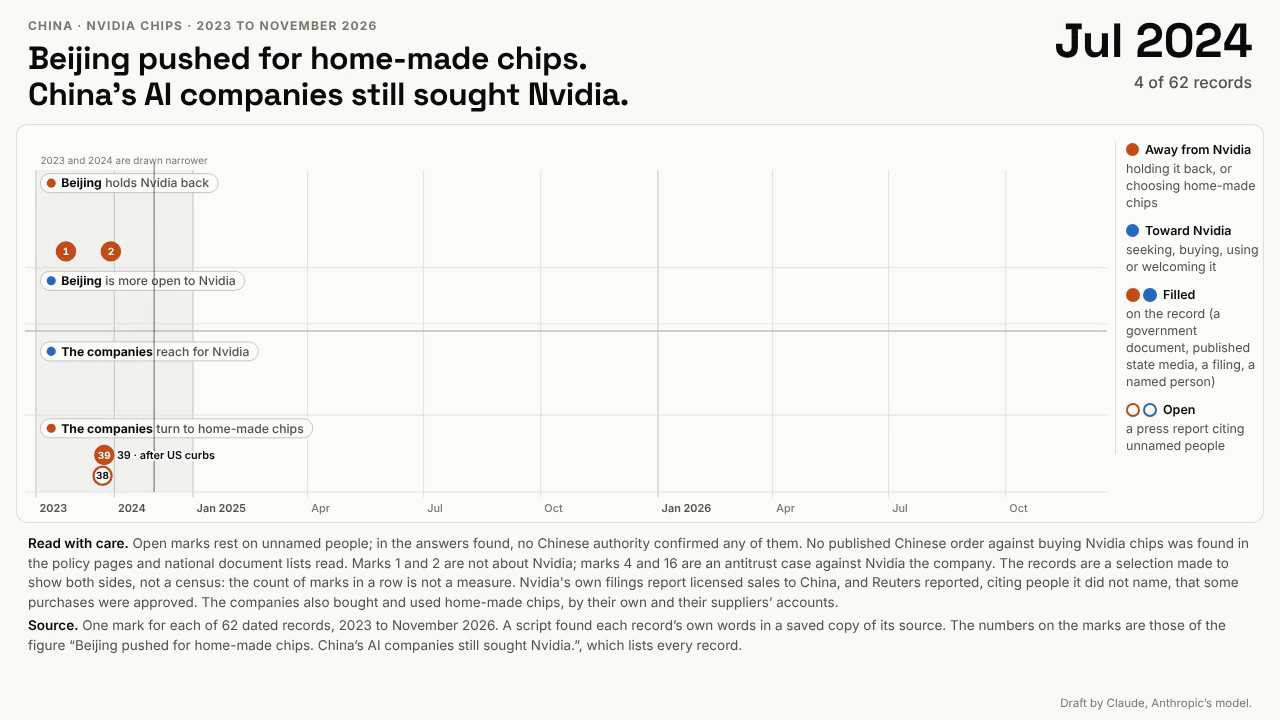 CHINA · NVIDIA CHIPS · 2023 TO NOVEMBER 2026
Beijing pushed for home-made chips.
China’s AI companies still sought Nvidia.
Jul 2024
4 of 62 records
2023 and 2024 are drawn narrower
Beijing holds Nvidia back
1
2
Beijing is more open to Nvidia
The companies reach for Nvidia
The companies turn to home-made chips
39
39 · after US curbs
38
2023
2024
Jan 2025
Apr
Jul
Oct
Jan 2026
Apr
Jul
Oct
Away from Nvidia
holding it back, or
choosing home-made
chips
Toward Nvidia
seeking, buying, using
or welcoming it
Filled
on the record (a
government
document, published
state media, a filing, a
named person)
Open
a press report citing
unnamed people
Read with care. Open marks rest on unnamed people; in the answers found, no Chinese authority confirmed any of them. No published Chinese order against buying Nvidia chips was found in
the policy pages and national document lists read. Marks 1 and 2 are not about Nvidia; marks 4 and 16 are an antitrust case against Nvidia the company. The records are a selection made to
show both sides, not a census: the count of marks in a row is not a measure. Nvidia's own filings report licensed sales to China, and Reuters reported, citing people it did not name, that some
purchases were approved. The companies also bought and used home-made chips, by their own and their suppliers’ accounts.
Source. One mark for each of 62 dated records, 2023 to November 2026. A script found each record’s own words in a saved copy of its source. The numbers on the marks are those of the
figure “Beijing pushed for home-made chips. China’s AI companies still sought Nvidia.”, which lists every record.
Draft by Claude, Anthropic’s model.